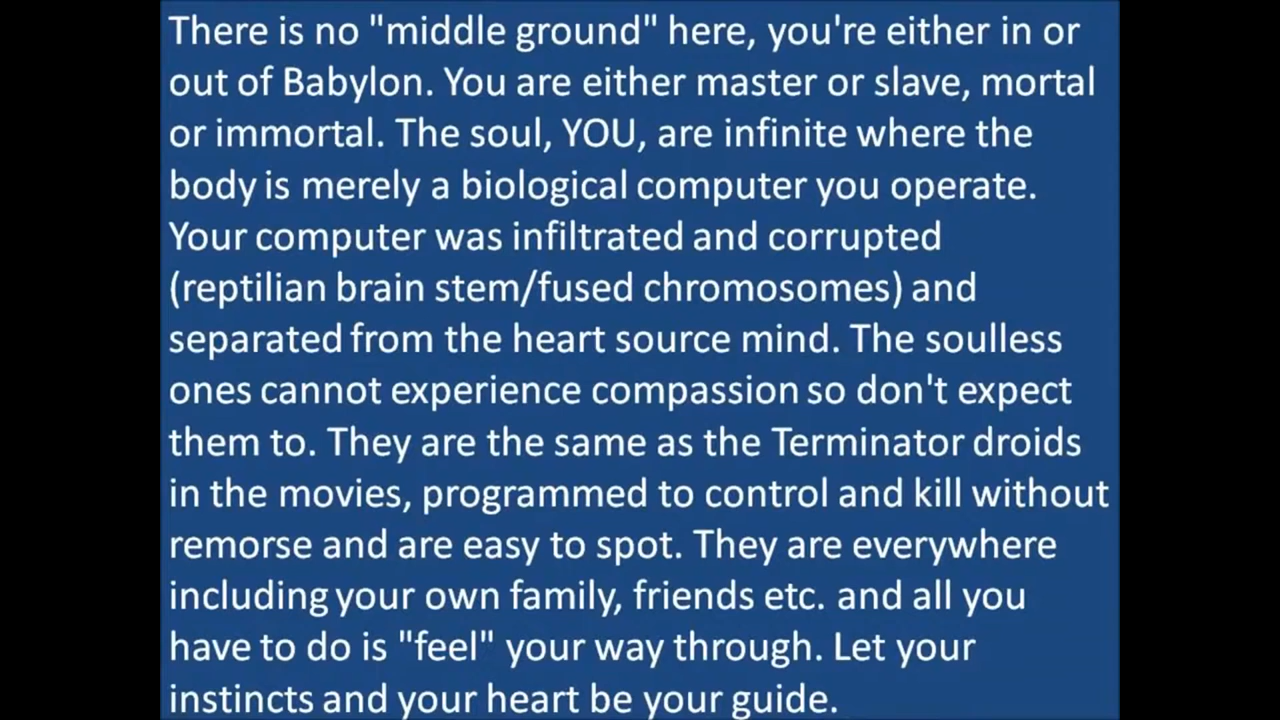 There is no "middle ground" here, you're either in or
out of Babylon. You are either master or slave, mortal
or immortal. The soul, YOU, are infinite where the
body is merely a biological computer you operate.
Your computer was infiltrated and corrupted
(reptilian brain stem/fused chromosomes) and
separated from the heart source mind. The soulless
ones cannot experience compassion so don't expect
them to. They are the same as the Terminator droids
in the movies, programmed to control and kill without
remorse and are easy to spot. They are everywhere
including your own family, friends etc. and all you
have to do is "feel" your way through. Let your
instincts and your heart be your guide.